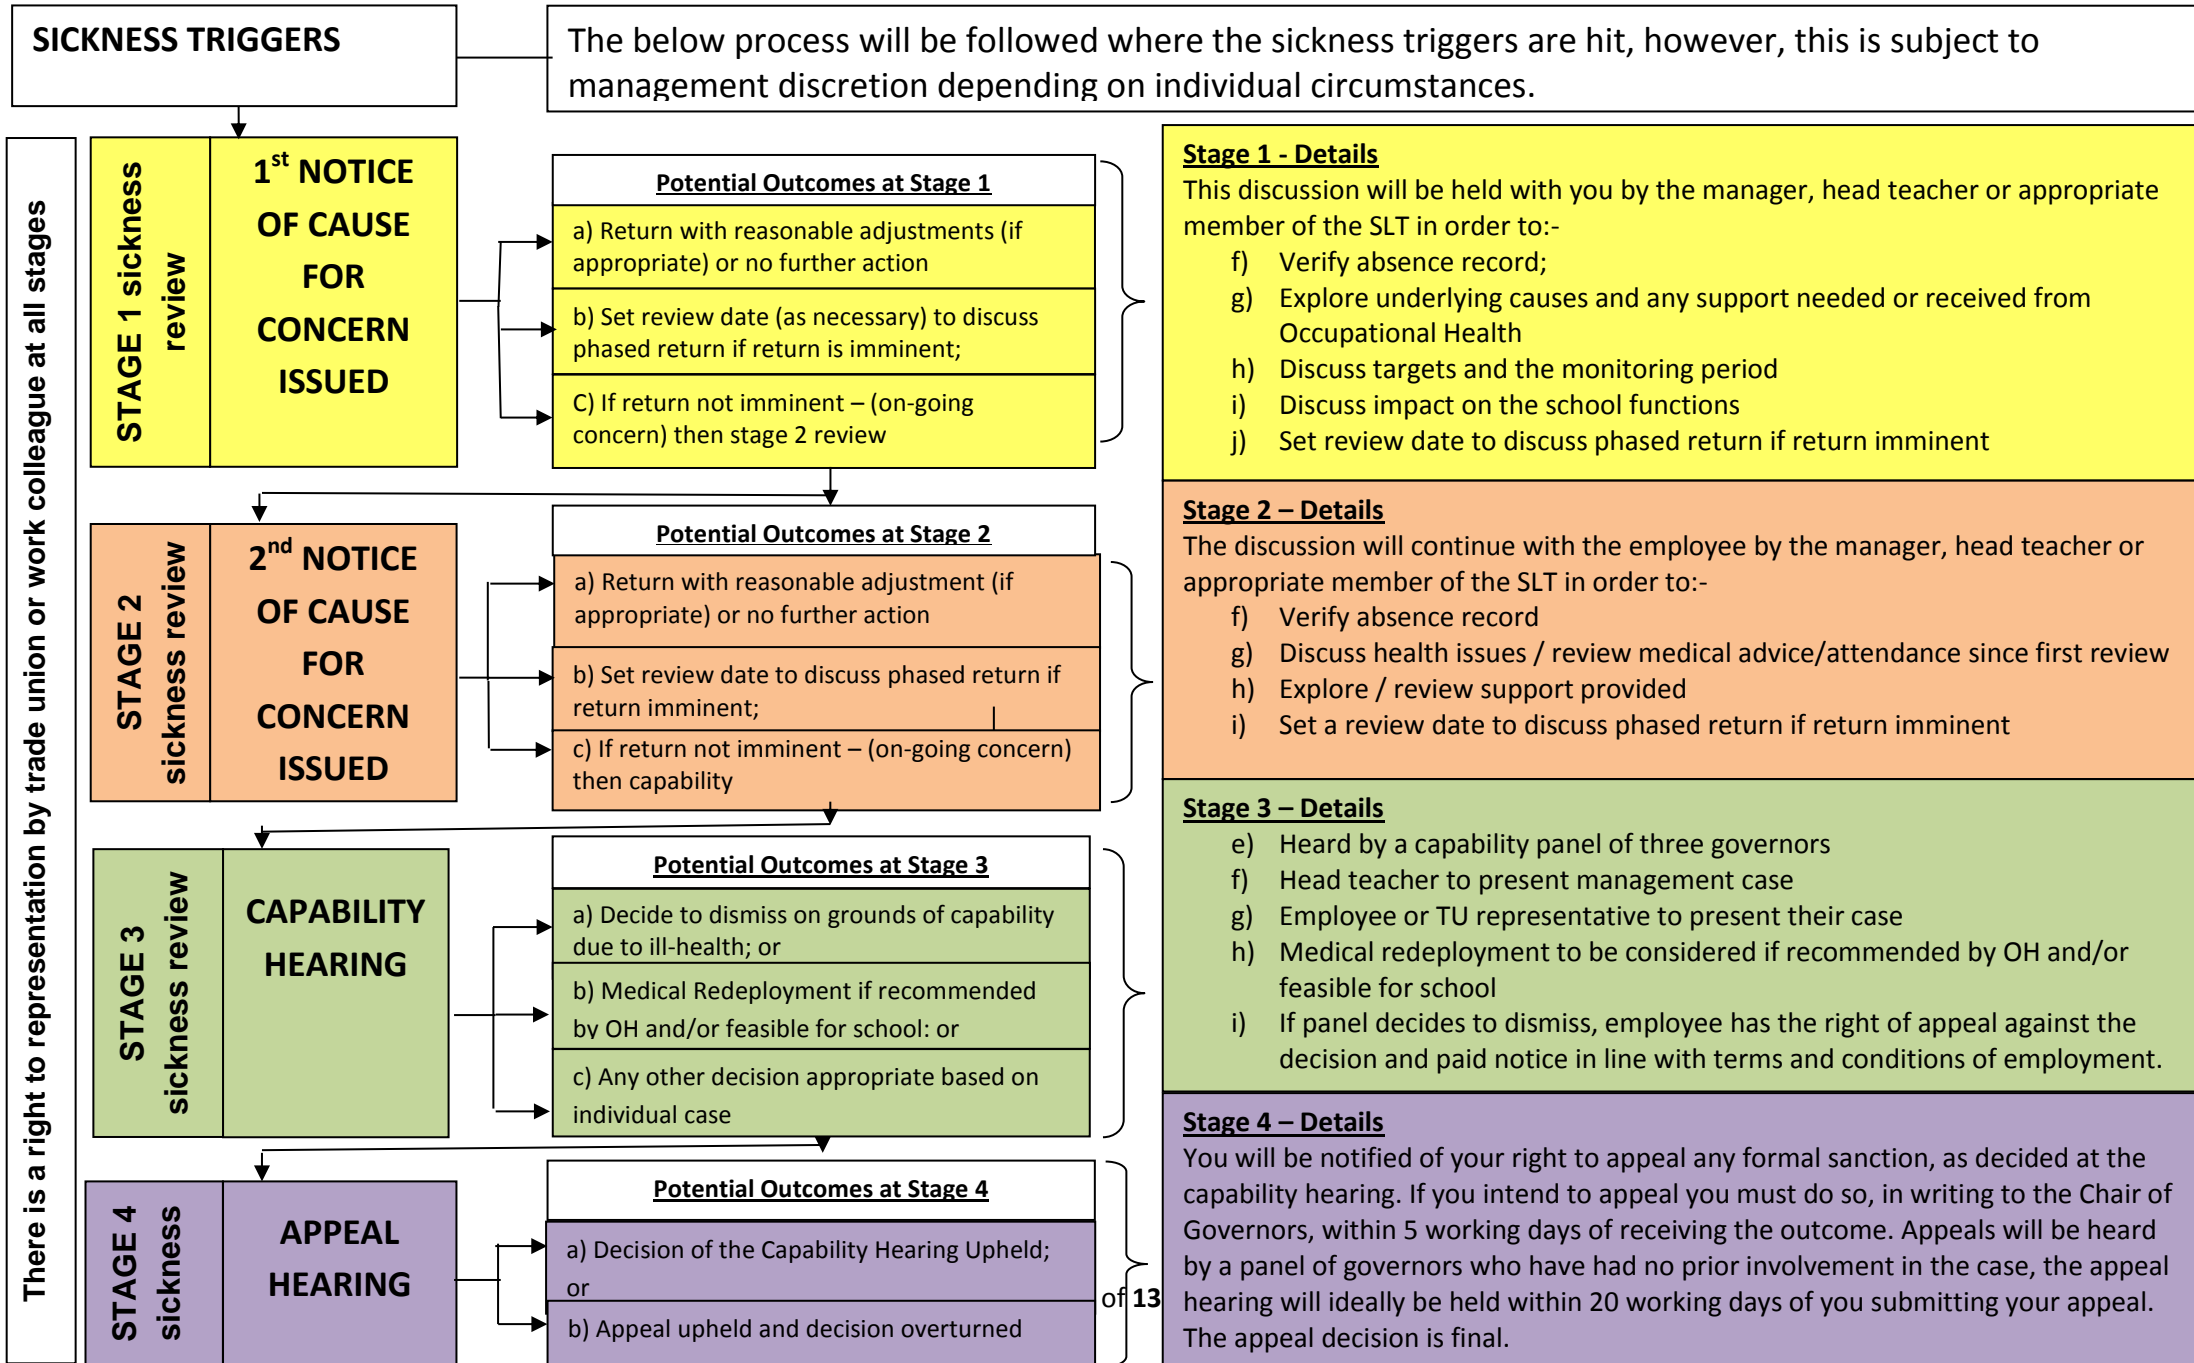 SICKNESS TRIGGERS
The below process will be followed where the sickness triggers are hit, however, this is subject to
management discretion depending on individual circumstances.
There is a right to representation by trade union or work colleague at all stages
STAGE 1 sickness
review
1st NOTICE
OF CAUSE
FOR
CONCERN
ISSUED
Potential Outcomes at Stage 1
a) Return with reasonable adjustments (if
appropriate) or no further action
b) Set review date (as necessary) to discuss
phased return if return is imminent;
C) If return not imminent – (on-going
concern) then stage 2 review
Stage 1 - Details
This discussion will be held with you by the manager, head teacher or appropriate
member of the SLT in order to:-
f) Verify absence record;
g) Explore underlying causes and any support needed or received from
Occupational Health
h) Discuss targets and the monitoring period
i) Discuss impact on the school functions
j) Set review date to discuss phased return if return imminent
STAGE 2
sickness review
2nd NOTICE
OF CAUSE
FOR
CONCERN
ISSUED
Potential Outcomes at Stage 2
a) Return with reasonable adjustment (if
appropriate) or no further action
b) Set review date to discuss phased return if
return imminent;
c) If return not imminent – (on-going concern)
then capability
Stage 2 – Details
The discussion will continue with the employee by the manager, head teacher or
appropriate member of the SLT in order to:-
f) Verify absence record
g) Discuss health issues / review medical advice/attendance since first review
h) Explore / review support provided
i) Set a review date to discuss phased return if return imminent
STAGE 3
sickness review
CAPABILITY
HEARING
Potential Outcomes at Stage 3
a) Decide to dismiss on grounds of capability
due to ill-health; or
b) Medical Redeployment if recommended
by OH and/or feasible for school: or
c) Any other decision appropriate based on
individual case
Stage 3 – Details
e) Heard by a capability panel of three governors
f) Head teacher to present management case
g) Employee or TU representative to present their case
h) Medical redeployment to be considered if recommended by OH and/or
feasible for school
i) If panel decides to dismiss, employee has the right of appeal against the
decision and paid notice in line with terms and conditions of employment.
STAGE 4
sickness
APPEAL
HEARING
Potential Outcomes at Stage 4
a) Decision of the Capability Hearing Upheld;
or
b) Appeal upheld and decision overturned
of 13
Stage 4 – Details
You will be notified of your right to appeal any formal sanction, as decided at the
capability hearing. If you intend to appeal you must do so, in writing to the Chair of
Governors, within 5 working days of receiving the outcome. Appeals will be heard
by a panel of governors who have had no prior involvement in the case, the appeal
hearing will ideally be held within 20 working days of you submitting your appeal.
The appeal decision is final.